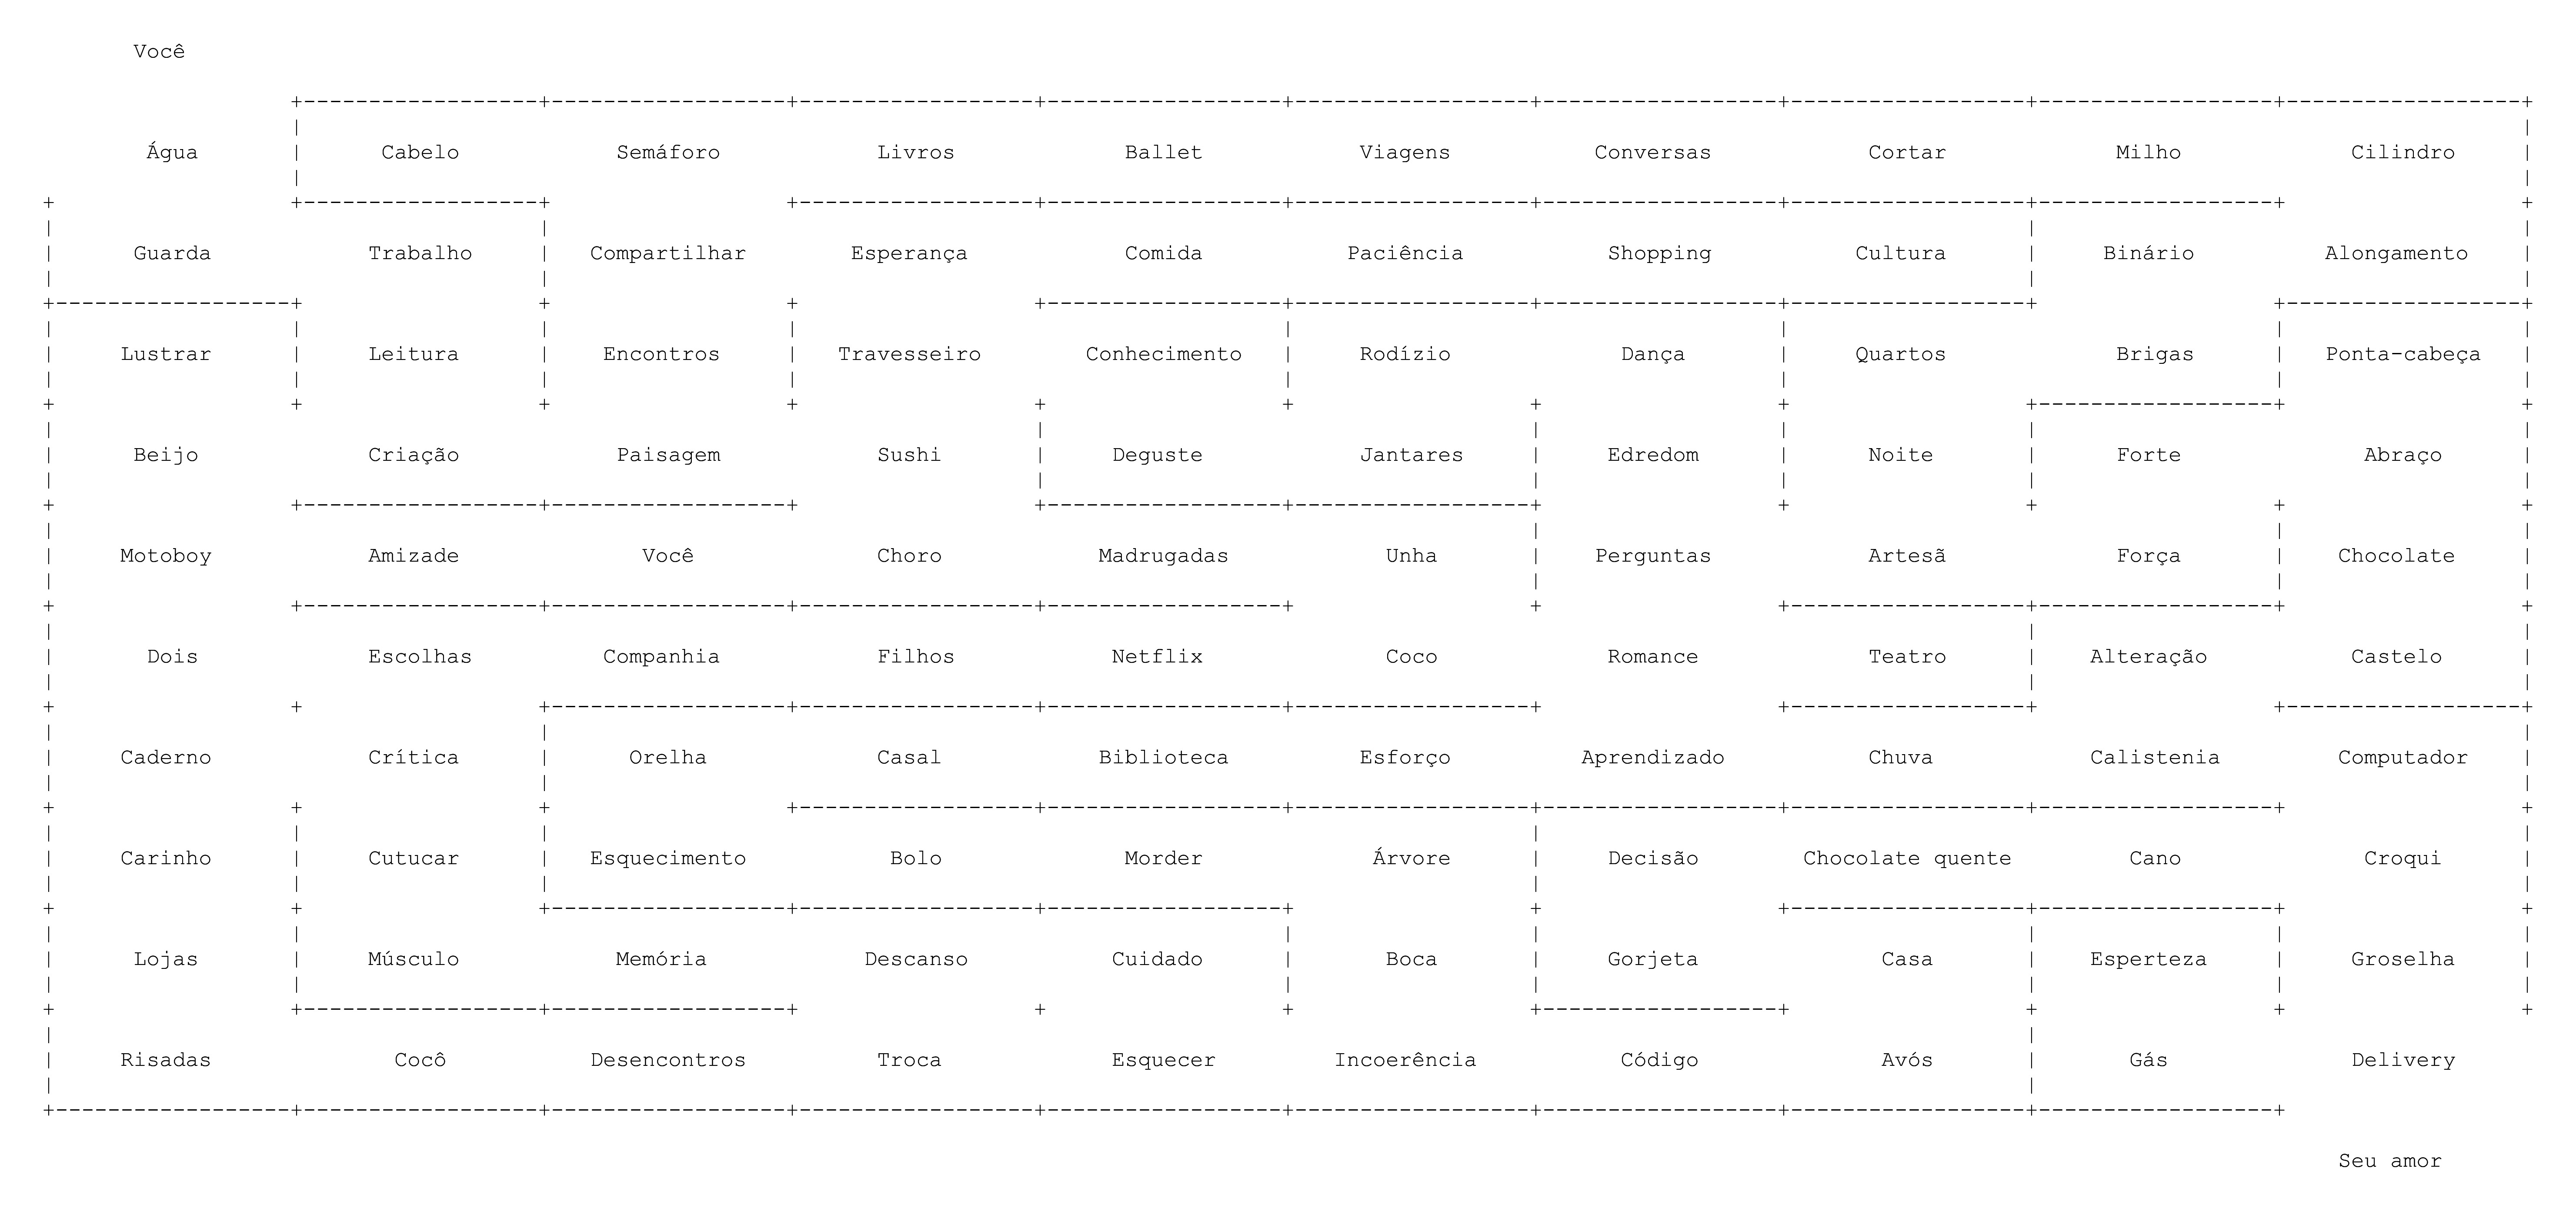 Você
Água Cabelo Semáforo Livros Ballet Viagens Conversas Cortar Milho Cilindro
Guarda Trabalho Compartilhar Esperança Comida Paciência Shopping Cultura Binário Alongamento
Lustrar Leitura Encontros Travesseiro Conhecimento Rodízio Dança Quartos Brigas Ponta-cabeça
Beijo Criação Paisagem Sushi Deguste Jantares Edredom Noite Forte Abraço
Motoboy Amizade Você Choro Madrugadas Unha Perguntas Artesã Força Chocolate
Dois Escolhas Companhia Filhos Netflix Coco Romance Teatro Alteração Castelo
Caderno Crítica Orelha Casal Biblioteca Esforço Aprendizado Chuva Calistenia Computador
Carinho Cutucar Esquecimento Bolo Morder Árvore Decisão Chocolate quente Cano Croqui
Lojas Músculo Memória Descanso Cuidado Boca Gorjeta Casa Esperteza Groselha
Risadas Cocô Desencontros Troca Esquecer Incoerência Código Avós Gás Delivery
Seu amor